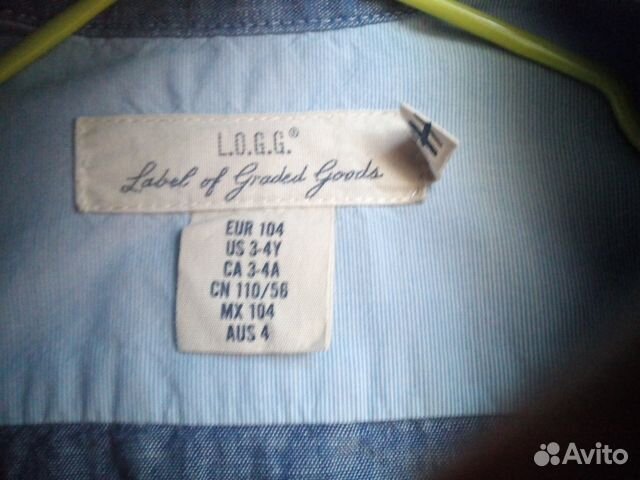 L.O.G.G.®
Label of Graded Goods
H
EUR 104
US 3-4Y
CA 3-4A
CN 110/56
MX 104
AUS 4
Avito